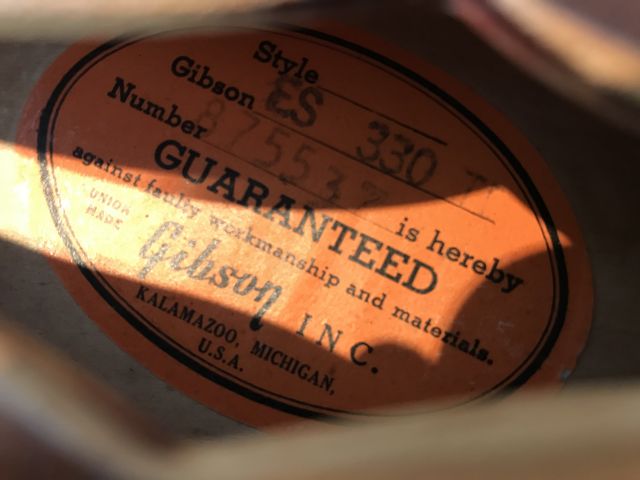 Style
Gibson ES 330 T
Number
GUARANTEED is hereby
against faulty workmanship and materials.
UNION
MADE
Gibson INC.
KALAMAZOO, MICHIGAN,
U.S.A.